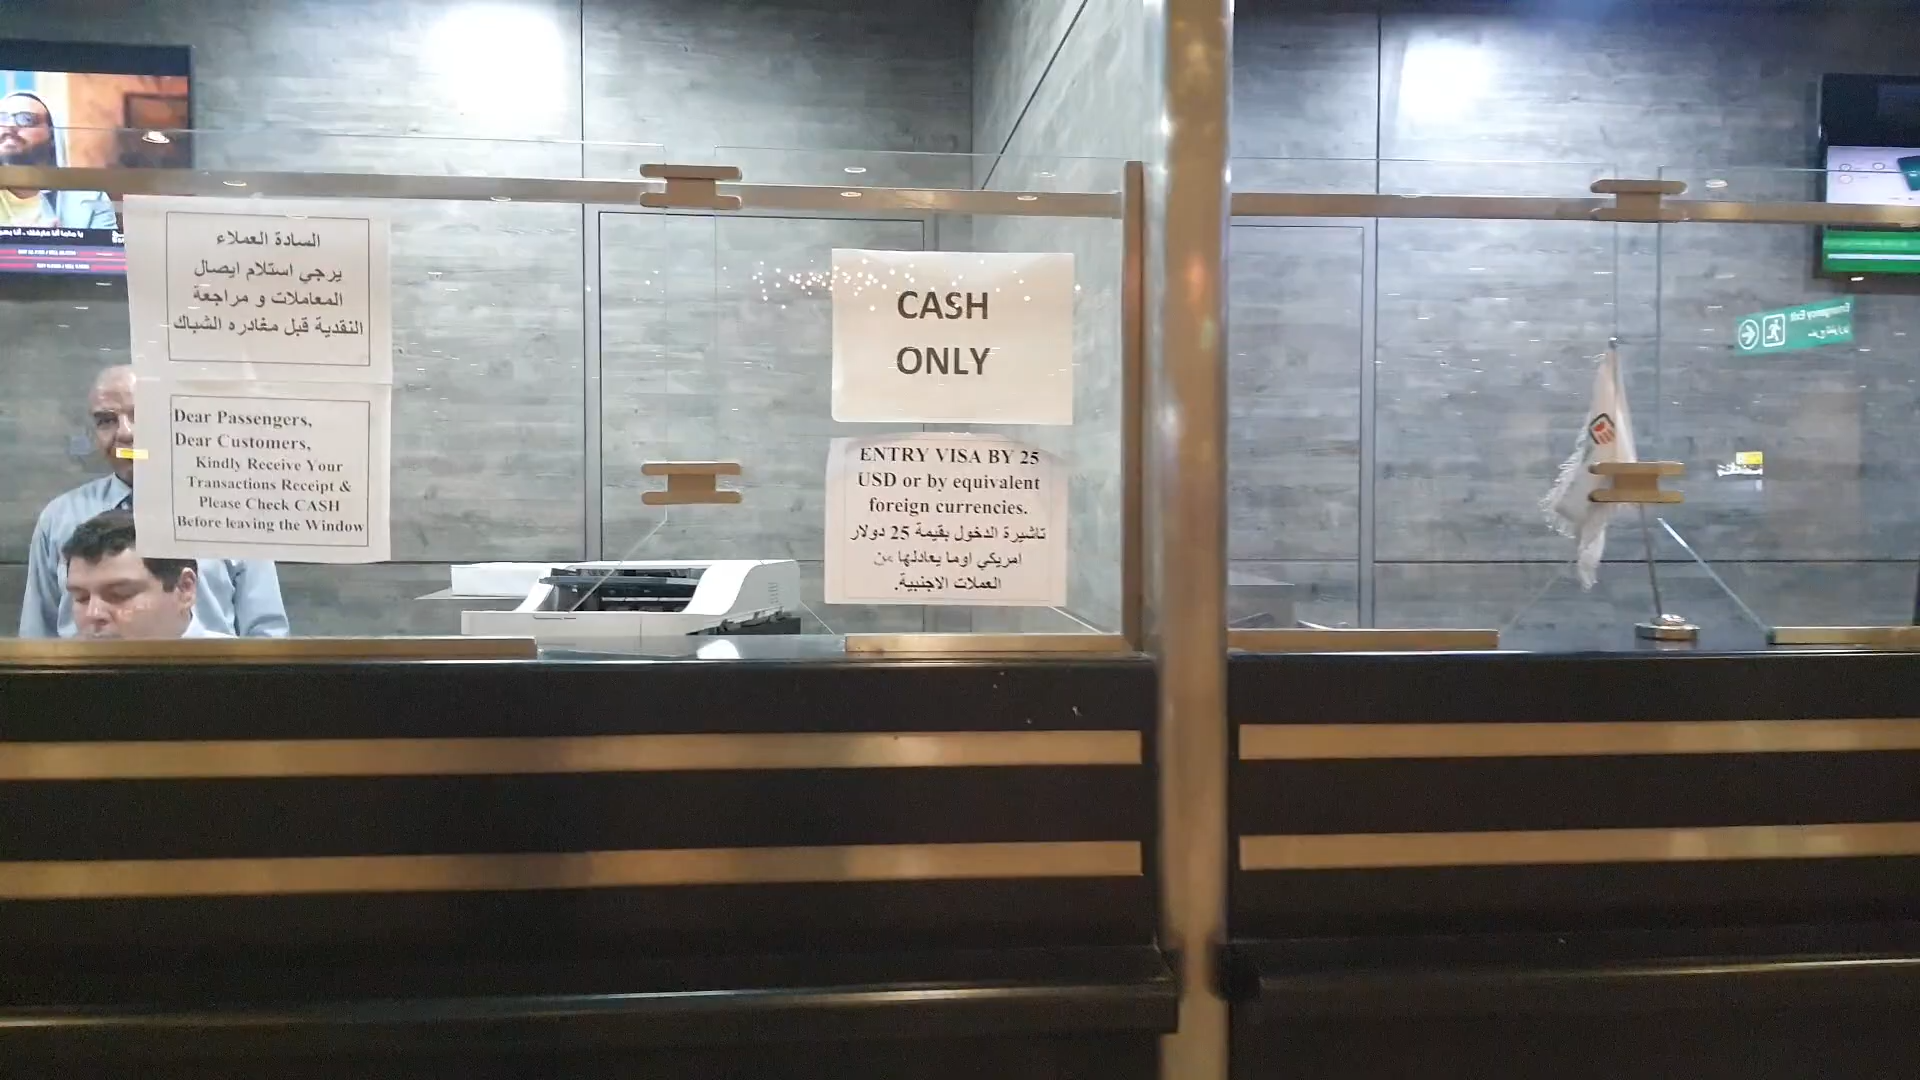 السادة العملاء
يرجي استلام ايصال
المعاملات و مراجعة
النقدية قبل مغادره الشباك
Dear Passengers,
Dear Customers,
Kindly Receive Your
Transactions Receipt &
Please Check CASH
Before leaving the Window
CASH
ONLY
ENTRY VISA BY 25
USD or by equivalent
foreign currencies.
تاشيرة الدخول بقيمة 25 دولار
امريكي اوما يعادلها من
العملات الاجنبية.
Emergency Exit